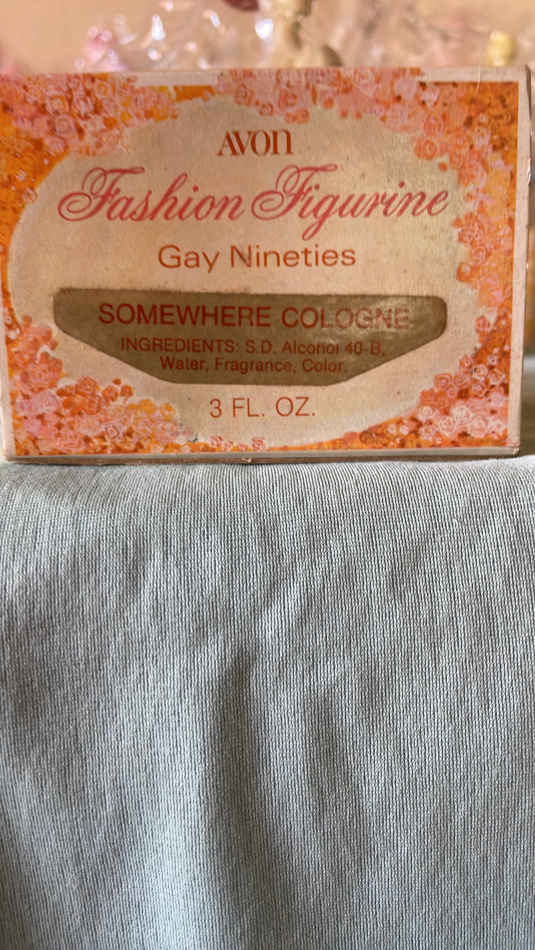 AVON
Fashion Figurine
Gay Nineties
SOMEWHERE COLOGNE
INGREDIENTS: S.D. Alcohol 40-B,
Water, Fragrance, Color.
3 FL. OZ.